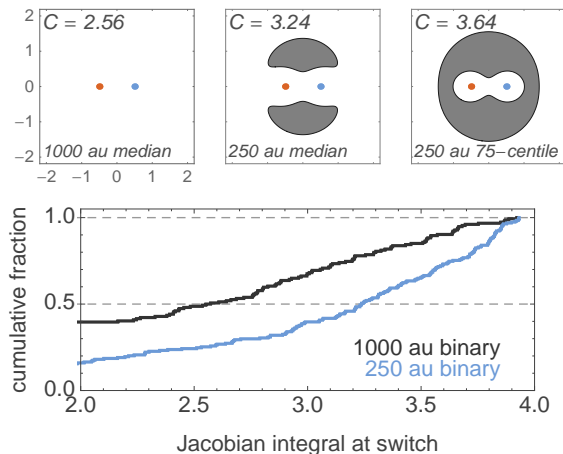 C = 2.56
C = 3.24
C = 3.64
2
1
0
−1
−2
1000 au median
250 au median
250 au 75−centile
−2 −1 0 1 2
cumulative fraction
1.0
0.5
0.0
1000 au binary
250 au binary
2.0 2.5 3.0 3.5 4.0
Jacobian integral at switch